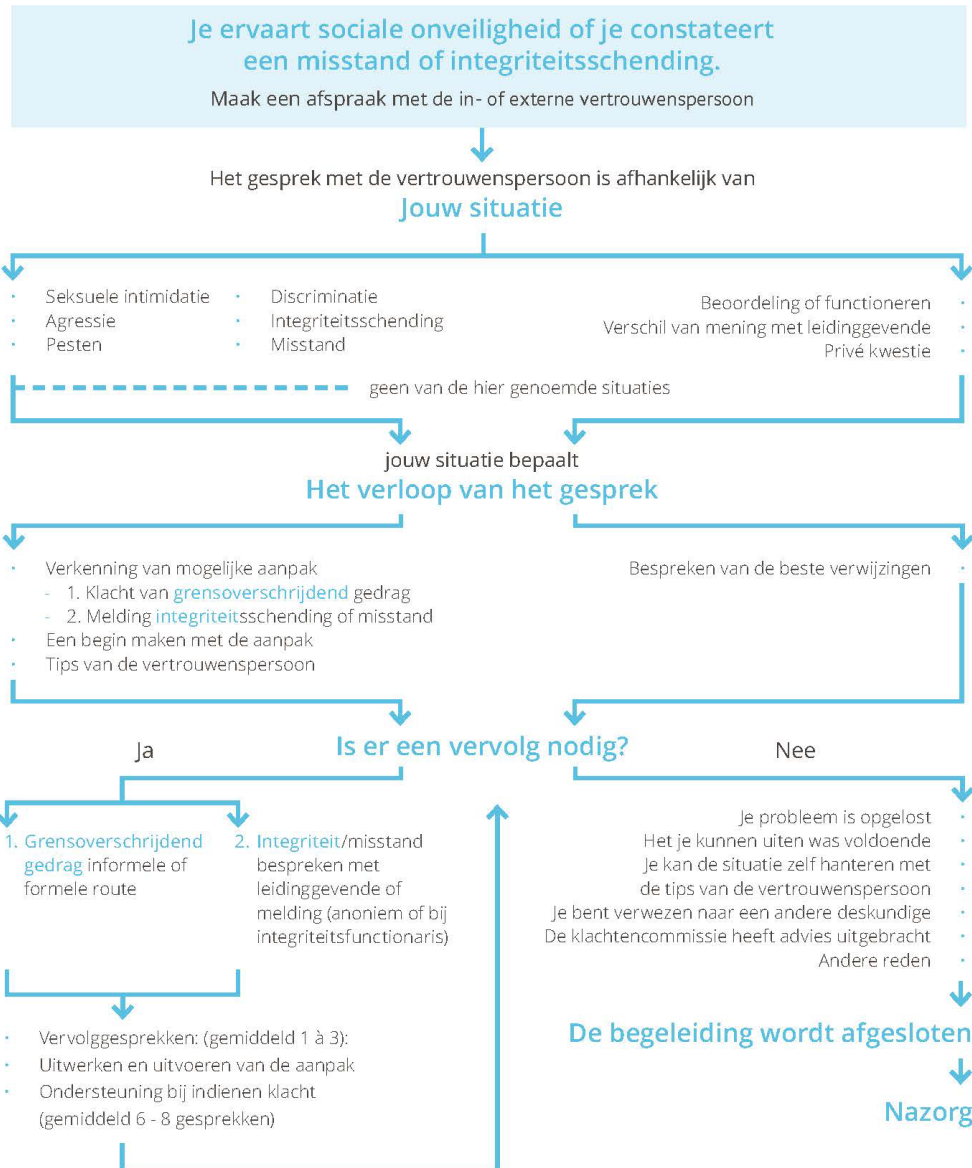 Je ervaart sociale onveiligheid of je constateert
een misstand of integriteitsschending.
Maak een afspraak met de in- of externe vertrouwenspersoon
Het gesprek met de vertrouwenspersoon is afhankelijk van
Jouw situatie
· Seksuele intimidatie
· Agressie
· Pesten
· Discriminatie
· Integriteitsschending
· Misstand
Beoordeling of functioneren ·
Verschil van mening met leidinggevende ·
Privé kwestie ·
geen van de hier genoemde situaties
jouw situatie bepaalt
Het verloop van het gesprek
· Verkenning van mogelijke aanpak
- 1. Klacht van grensoverschrijdend gedrag
- 2. Melding integriteitsschending of misstand
· Een begin maken met de aanpak
· Tips van de vertrouwenspersoon
Bespreken van de beste verwijzingen ·
Is er een vervolg nodig?
Ja
Nee
1. Grensoverschrijdend
gedrag informele of
formele route
2. Integriteit/misstand
bespreken met
leidinggevende of
melding (anoniem of bij
integriteitsfunctionaris)
· Vervolggesprekken: (gemiddeld 1 à 3):
· Uitwerken en uitvoeren van de aanpak
· Ondersteuning bij indienen klacht
(gemiddeld 6 - 8 gesprekken)
Je probleem is opgelost ·
Het je kunnen uiten was voldoende ·
Je kan de situatie zelf hanteren met ·
de tips van de vertrouwenspersoon ·
Je bent verwezen naar een andere deskundige ·
De klachtencommissie heeft advies uitgebracht ·
Andere reden ·
De begeleiding wordt afgesloten
Nazorg